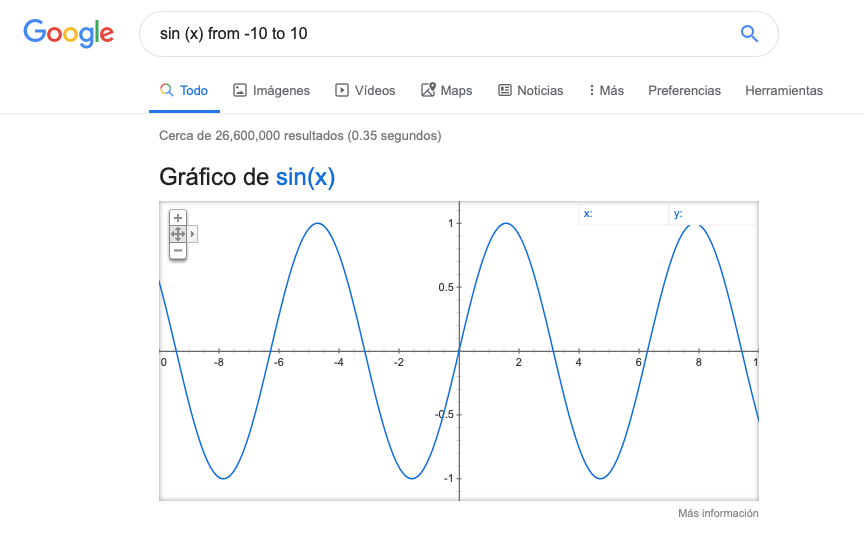 Google
sin (x) from -10 to 10
Todo Imágenes Vídeos Maps Noticias Más Preferencias Herramientas
Cerca de 26,600,000 resultados (0.35 segundos)
Gráfico de sin(x)
x: y:
1
0.5
0 -8 -6 -4 -2 2 4 6 8 1
-0.5
-1
Más información